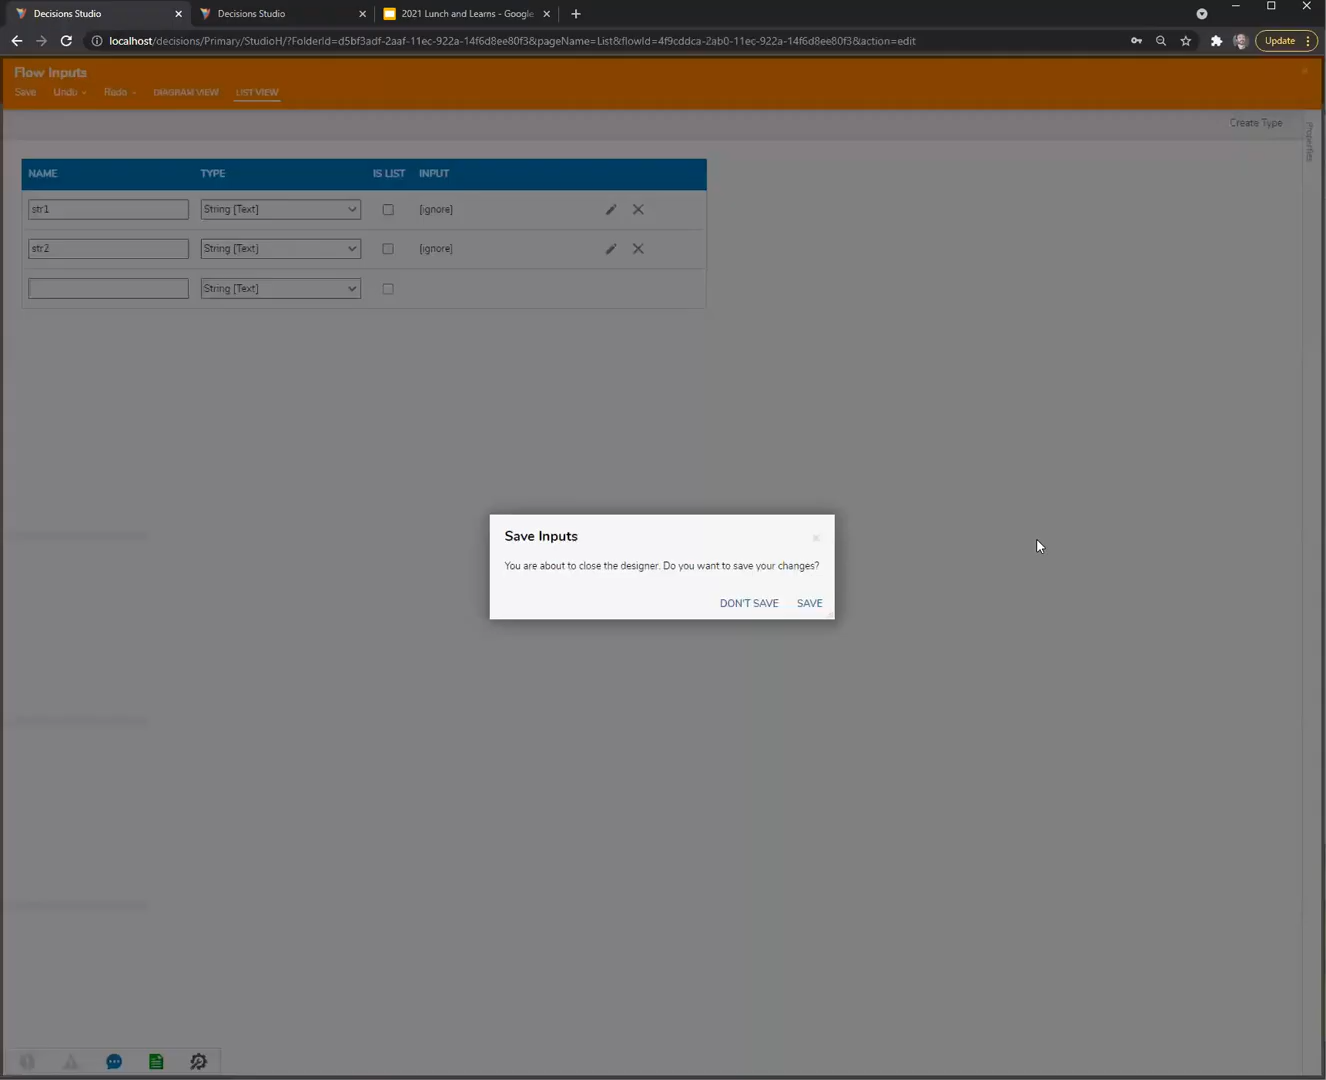 Decisions Studio
Decisions Studio
2021 Lunch and Learns - Google
localhost/decisions/Primary/StudioH/?FolderId=d5bf3adf-2aaf-11ec-922a-14f6d8ee80f3&pageName=List&flowId=4f9cddca-2ab0-11ec-922a-14f6d8ee80f3&action=edit
Update
Flow Inputs
Save Undo Redo DIAGRAM VIEW LIST VIEW
Create Type
Properties
NAME TYPE IS LIST INPUT
str1 String [Text] [ignore]
str2 String [Text] [ignore]
String [Text]
Save Inputs
You are about to close the designer. Do you want to save your changes?
DON'T SAVE SAVE